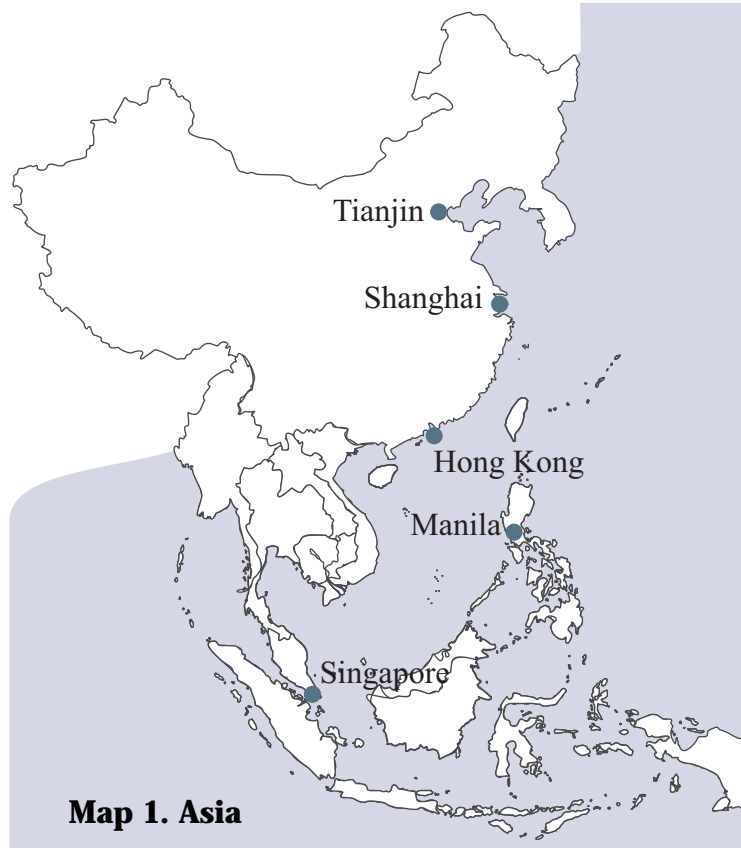 Tianjin
Shanghai
Hong Kong
Manila
Singapore
Map 1. Asia